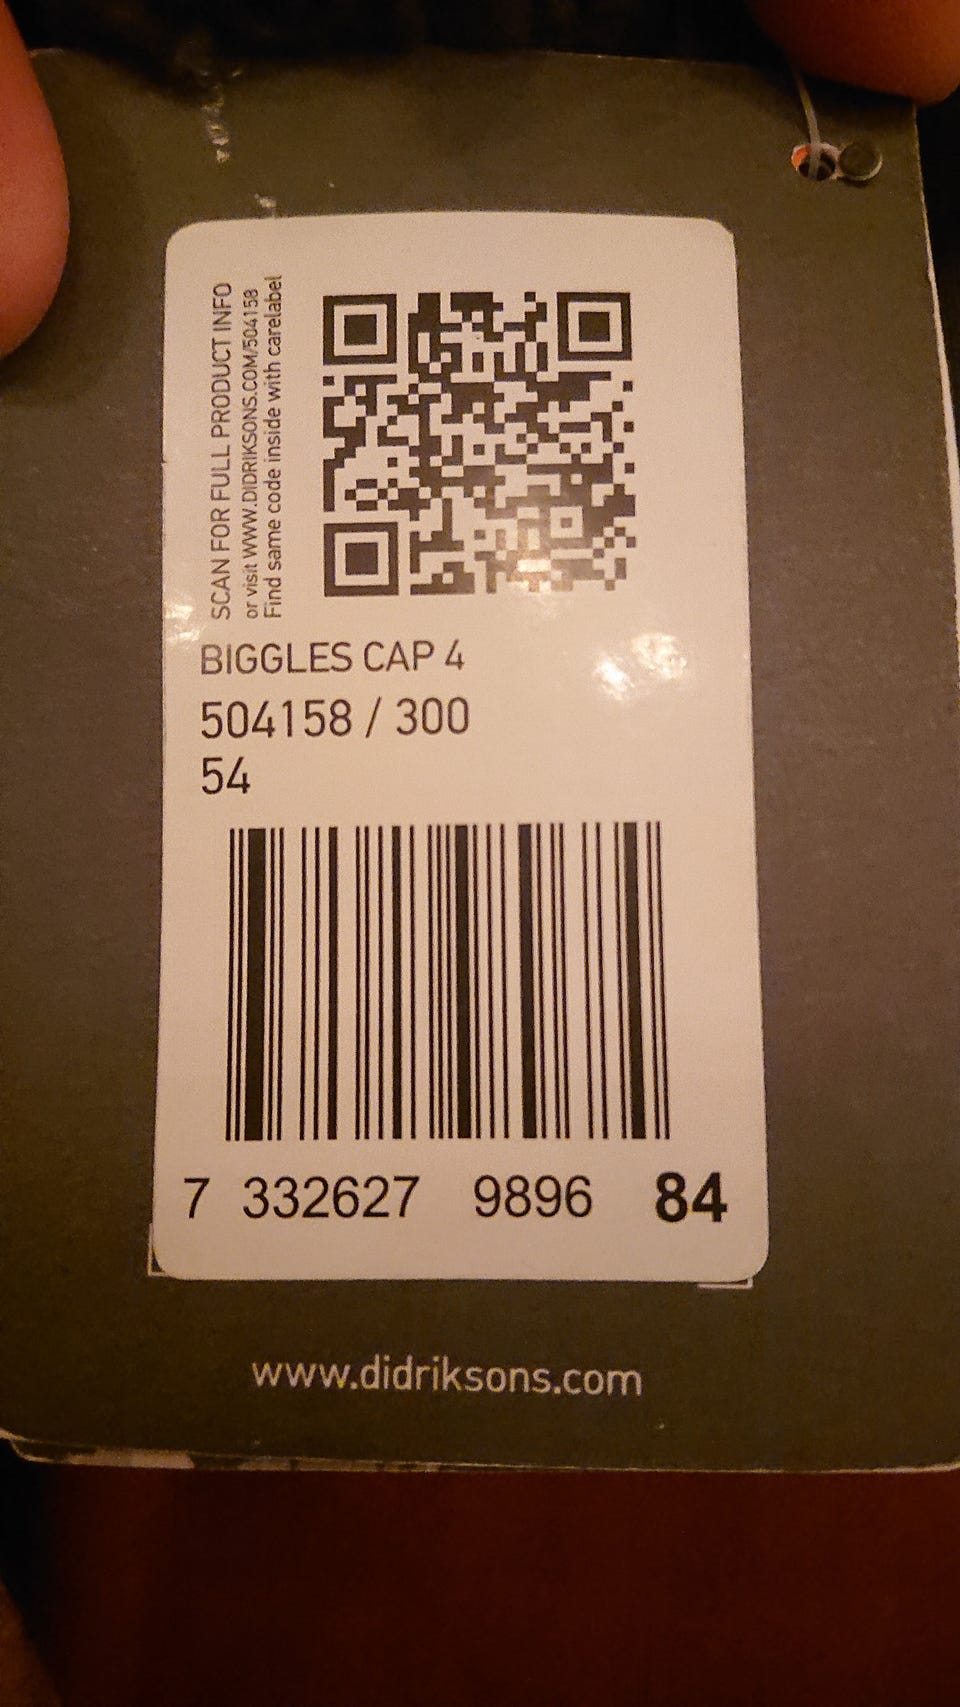 SCAN FOR FULL PRODUCT INFO
or visit WWW.DIDRIKSONS.COM/504158
Find same code inside with carelabel
BIGGLES CAP 4
504158 / 300
54
7 332627 9896 84
www.didriksons.com